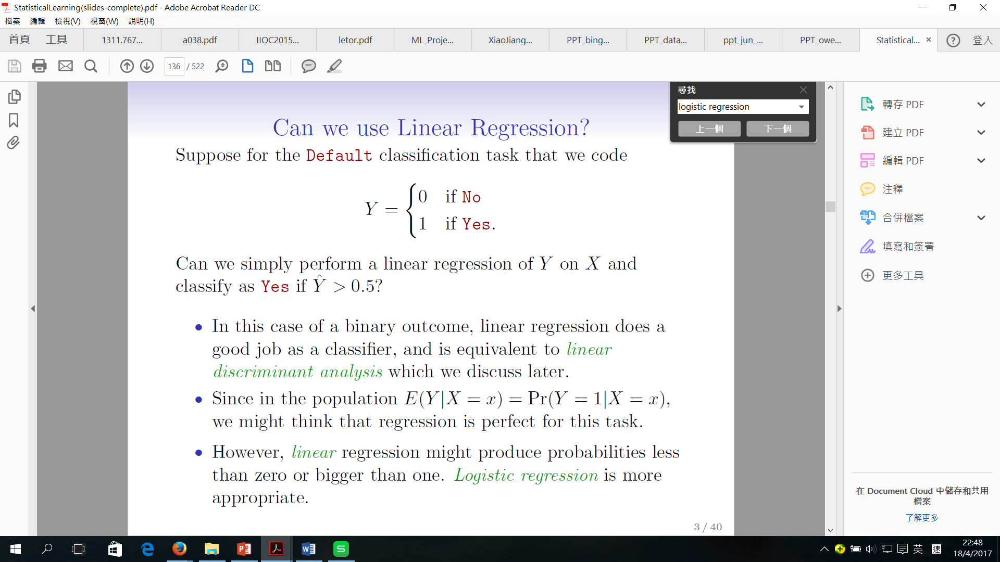 StatisticalLearning(slides-complete).pdf - Adobe Acrobat Reader DC
檔案 編輯 檢視(V) 視窗(W) 說明(H)
首頁 工具 1311.767... a038.pdf IIOC2015... letor.pdf ML_Proje... XiaoJiang... PPT_bing... PPT_data... ppt_jun_... PPT_owe... Statistical... × ? 登入
136 / 522
尋找
logistic regression
上一個 下一個
Can we use Linear Regression?
Suppose for the Default classification task that we code
Y = { 0 if No
1 if Yes.
Can we simply perform a linear regression of Y on X and
classify as Yes if Ŷ > 0.5?
• In this case of a binary outcome, linear regression does a
good job as a classifier, and is equivalent to linear
discriminant analysis which we discuss later.
• Since in the population E(Y|X = x) = Pr(Y = 1|X = x),
we might think that regression is perfect for this task.
• However, linear regression might produce probabilities less
than zero or bigger than one. Logistic regression is more
appropriate.
3 / 40
轉存 PDF
建立 PDF
編輯 PDF
注釋
合併檔案
填寫和簽署
更多工具
在 Document Cloud 中儲存和共用
檔案
了解更多
英 速 22:48
18/4/2017